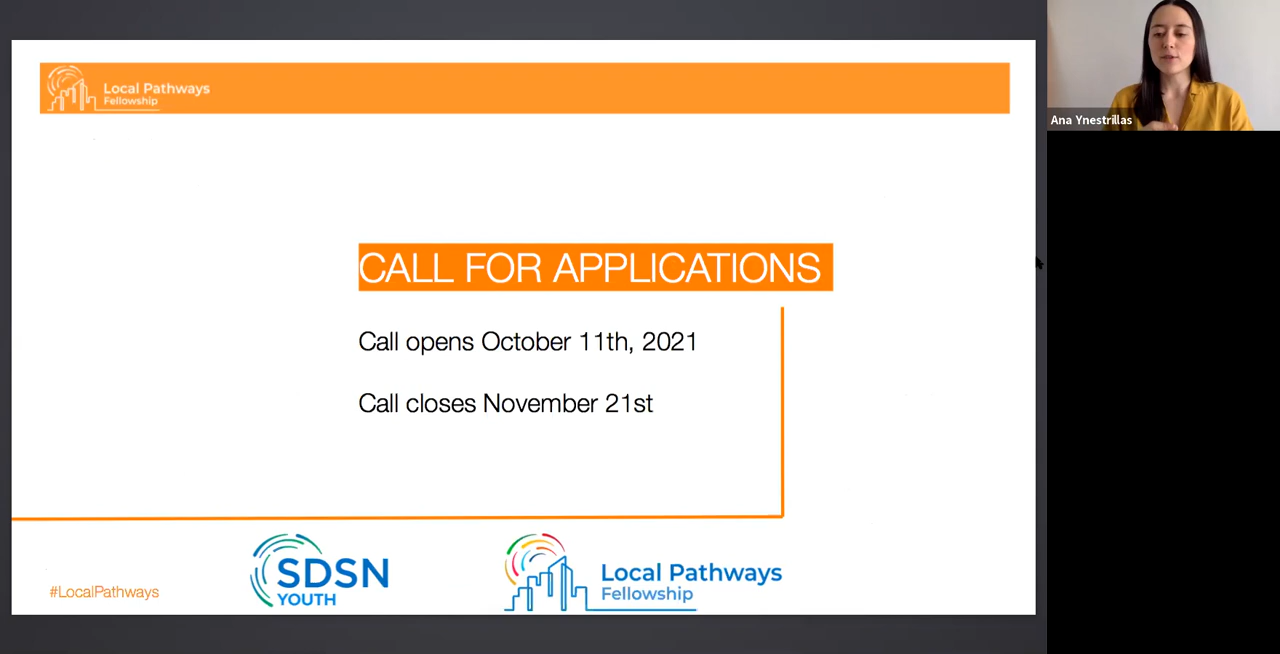 Local Pathways
Fellowship
Ana Ynestrillas
CALL FOR APPLICATIONS
Call opens October 11th, 2021
Call closes November 21st
#LocalPathways
SDSN
YOUTH
Local Pathways
Fellowship